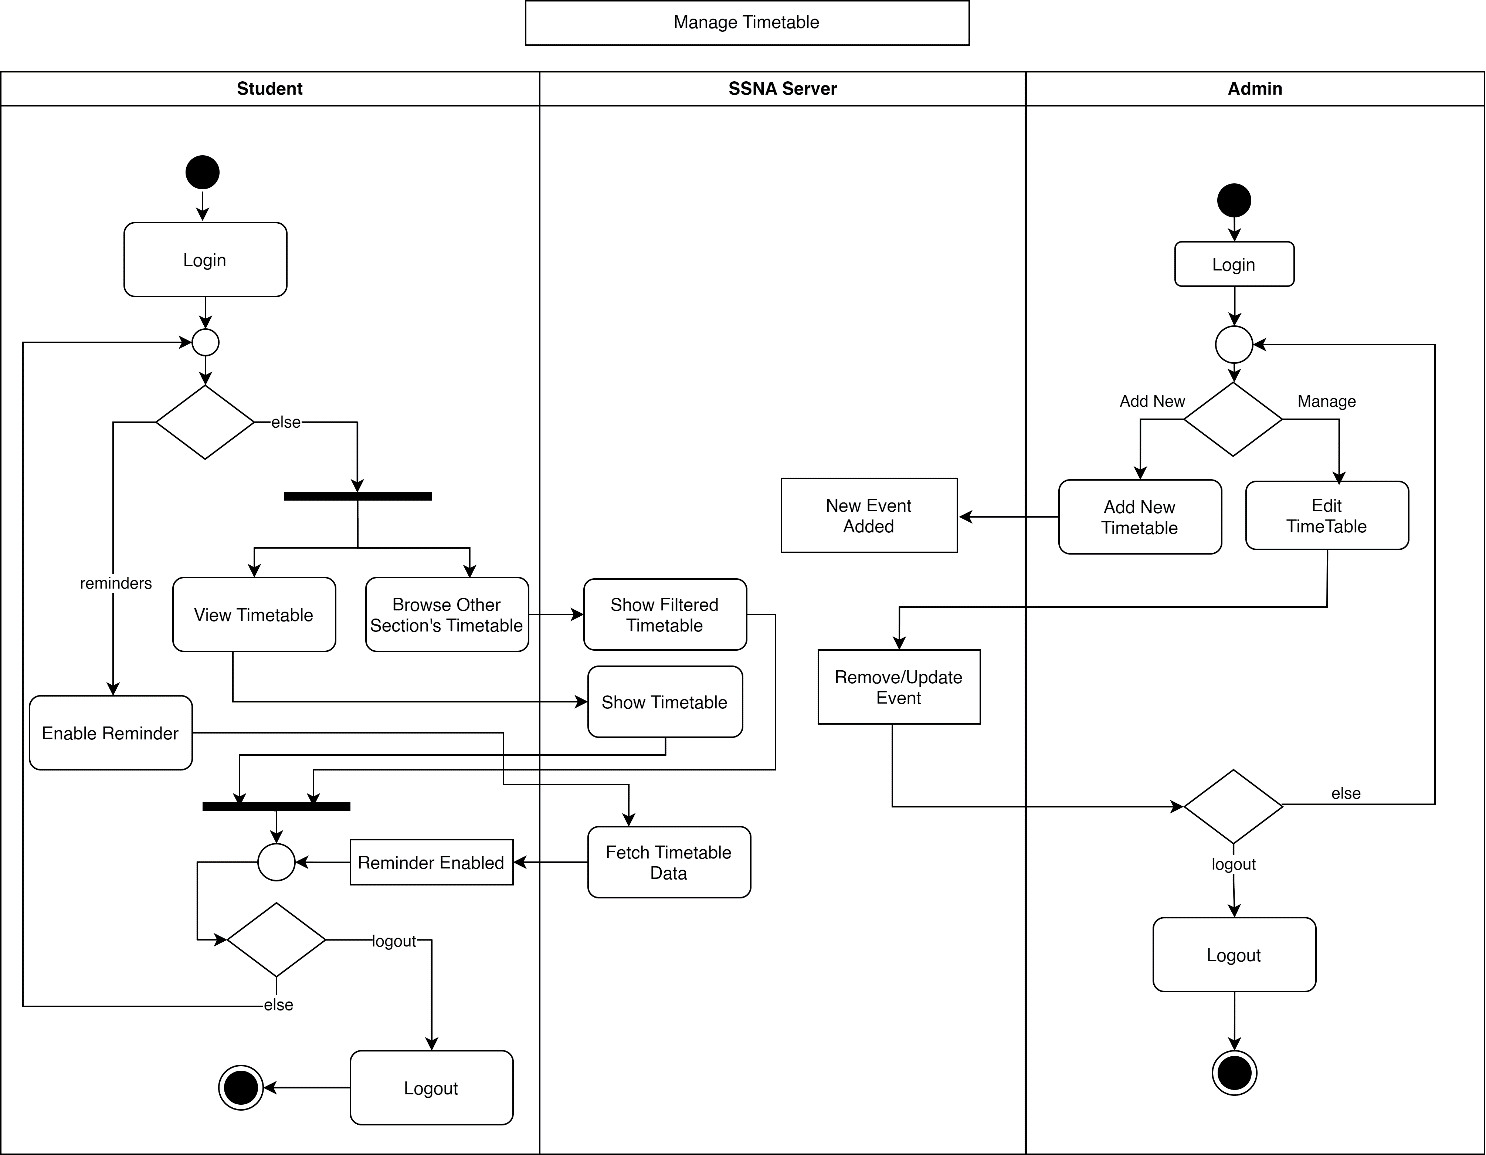 Manage Timetable
Student
SSNA Server
Admin
Login
Login
else
Add New
Manage
New Event
Added
Add New
Timetable
Edit
TimeTable
reminders
View Timetable
Browse Other
Section's Timetable
Show Filtered
Timetable
Show Timetable
Remove/Update
Event
Enable Reminder
else
Reminder Enabled
Fetch Timetable
Data
logout
logout
else
Logout
Logout